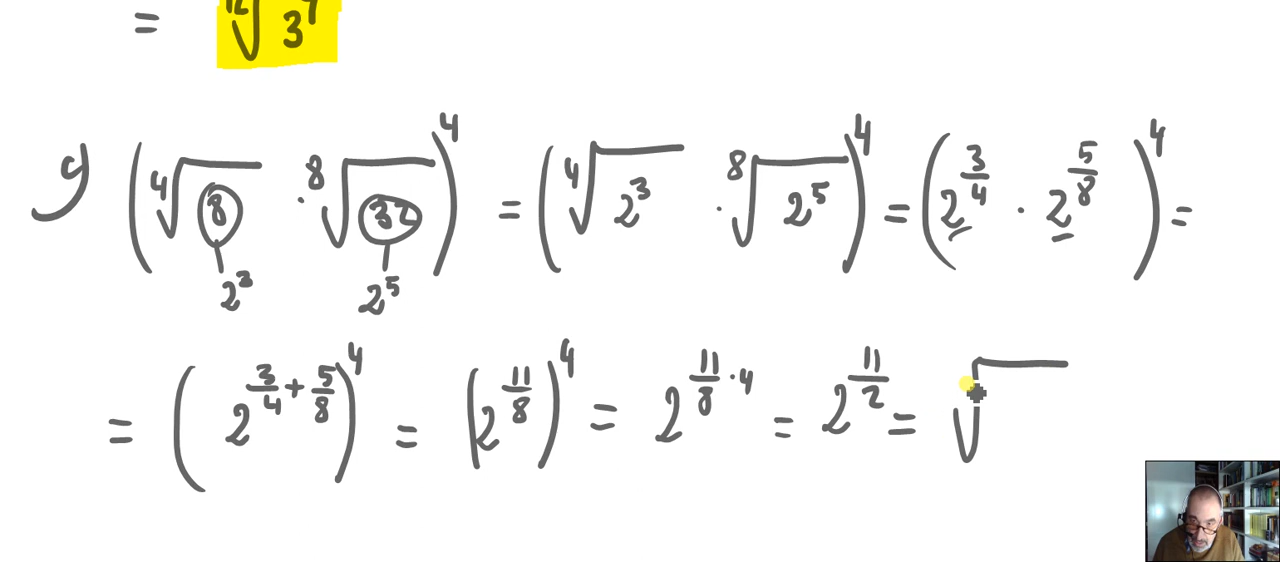 = ¹²√3⁴
g) (⁴√8 · ⁸√32)⁴ = (⁴√2³ · ⁸√2⁵)⁴ = (2^(3/4) · 2^(5/8))⁴ =
2³ 2⁵
= (2^(3/4 + 5/8))⁴ = (2^(11/8))⁴ = 2^(11/8 · 4) = 2^(11/2) = √